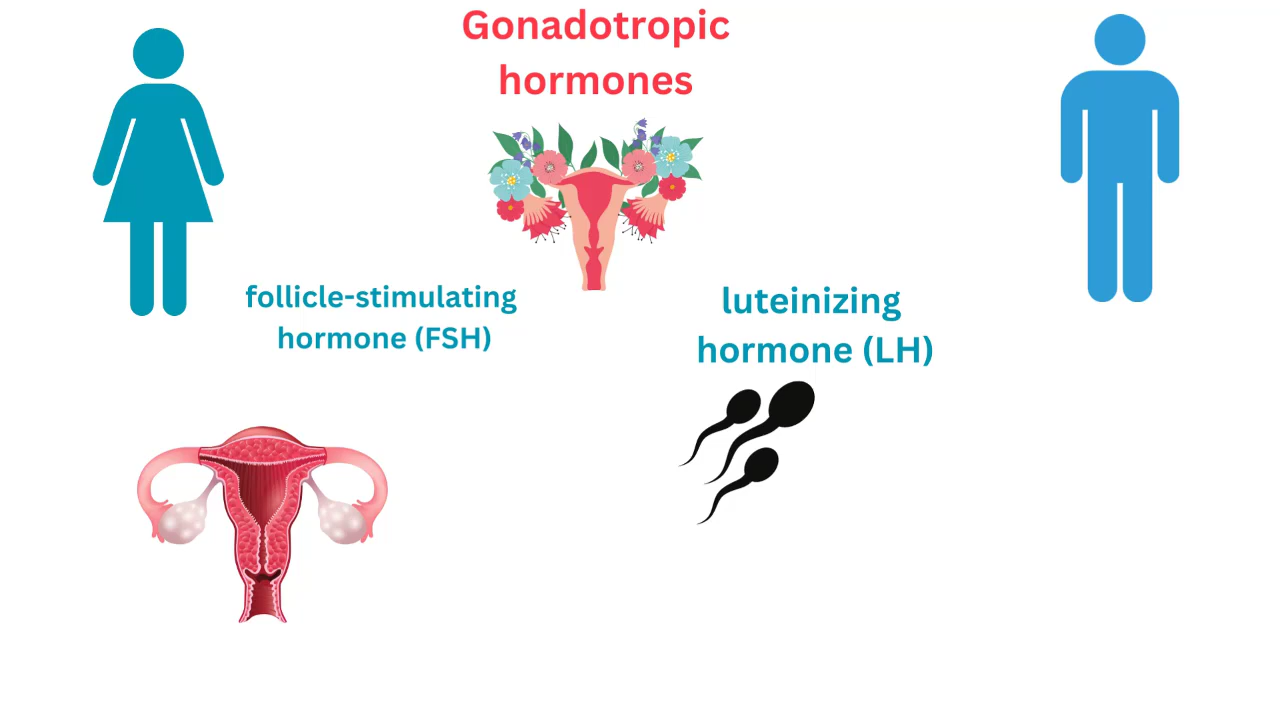 Gonadotropic
hormones
follicle-stimulating
hormone (FSH)
luteinizing
hormone (LH)